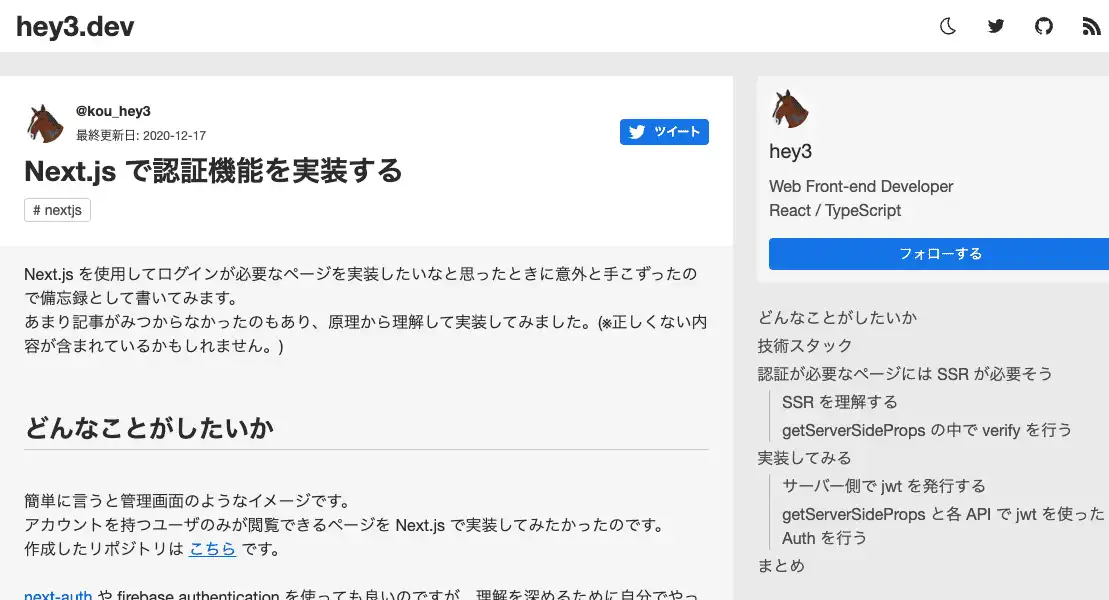 hey3.dev
@kou_hey3
最終更新日: 2020-12-17
ツイート
Next.js で認証機能を実装する
# nextjs
Next.js を使用してログインが必要なページを実装したいなと思ったときに意外と手こずったの
で備忘録として書いてみます。
あまり記事がみつからなかったのもあり、原理から理解して実装してみました。(※正しくない内
容が含まれているかもしれません。)
どんなことがしたいか
簡単に言うと管理画面のようなイメージです。
アカウントを持つユーザのみが閲覧できるページを Next.js で実装してみたかったのです。
作成したリポジトリは こちら です。
next-auth や firebase authentication を使っても良いのですが、理解を深めるために自分でやっ
hey3
Web Front-end Developer
React / TypeScript
フォローする
どんなことがしたいか
技術スタック
認証が必要なページには SSR が必要そう
SSR を理解する
getServerSideProps の中で verify を行う
実装してみる
サーバー側で jwt を発行する
getServerSideProps と各 API で jwt を使った
Auth を行う
まとめ